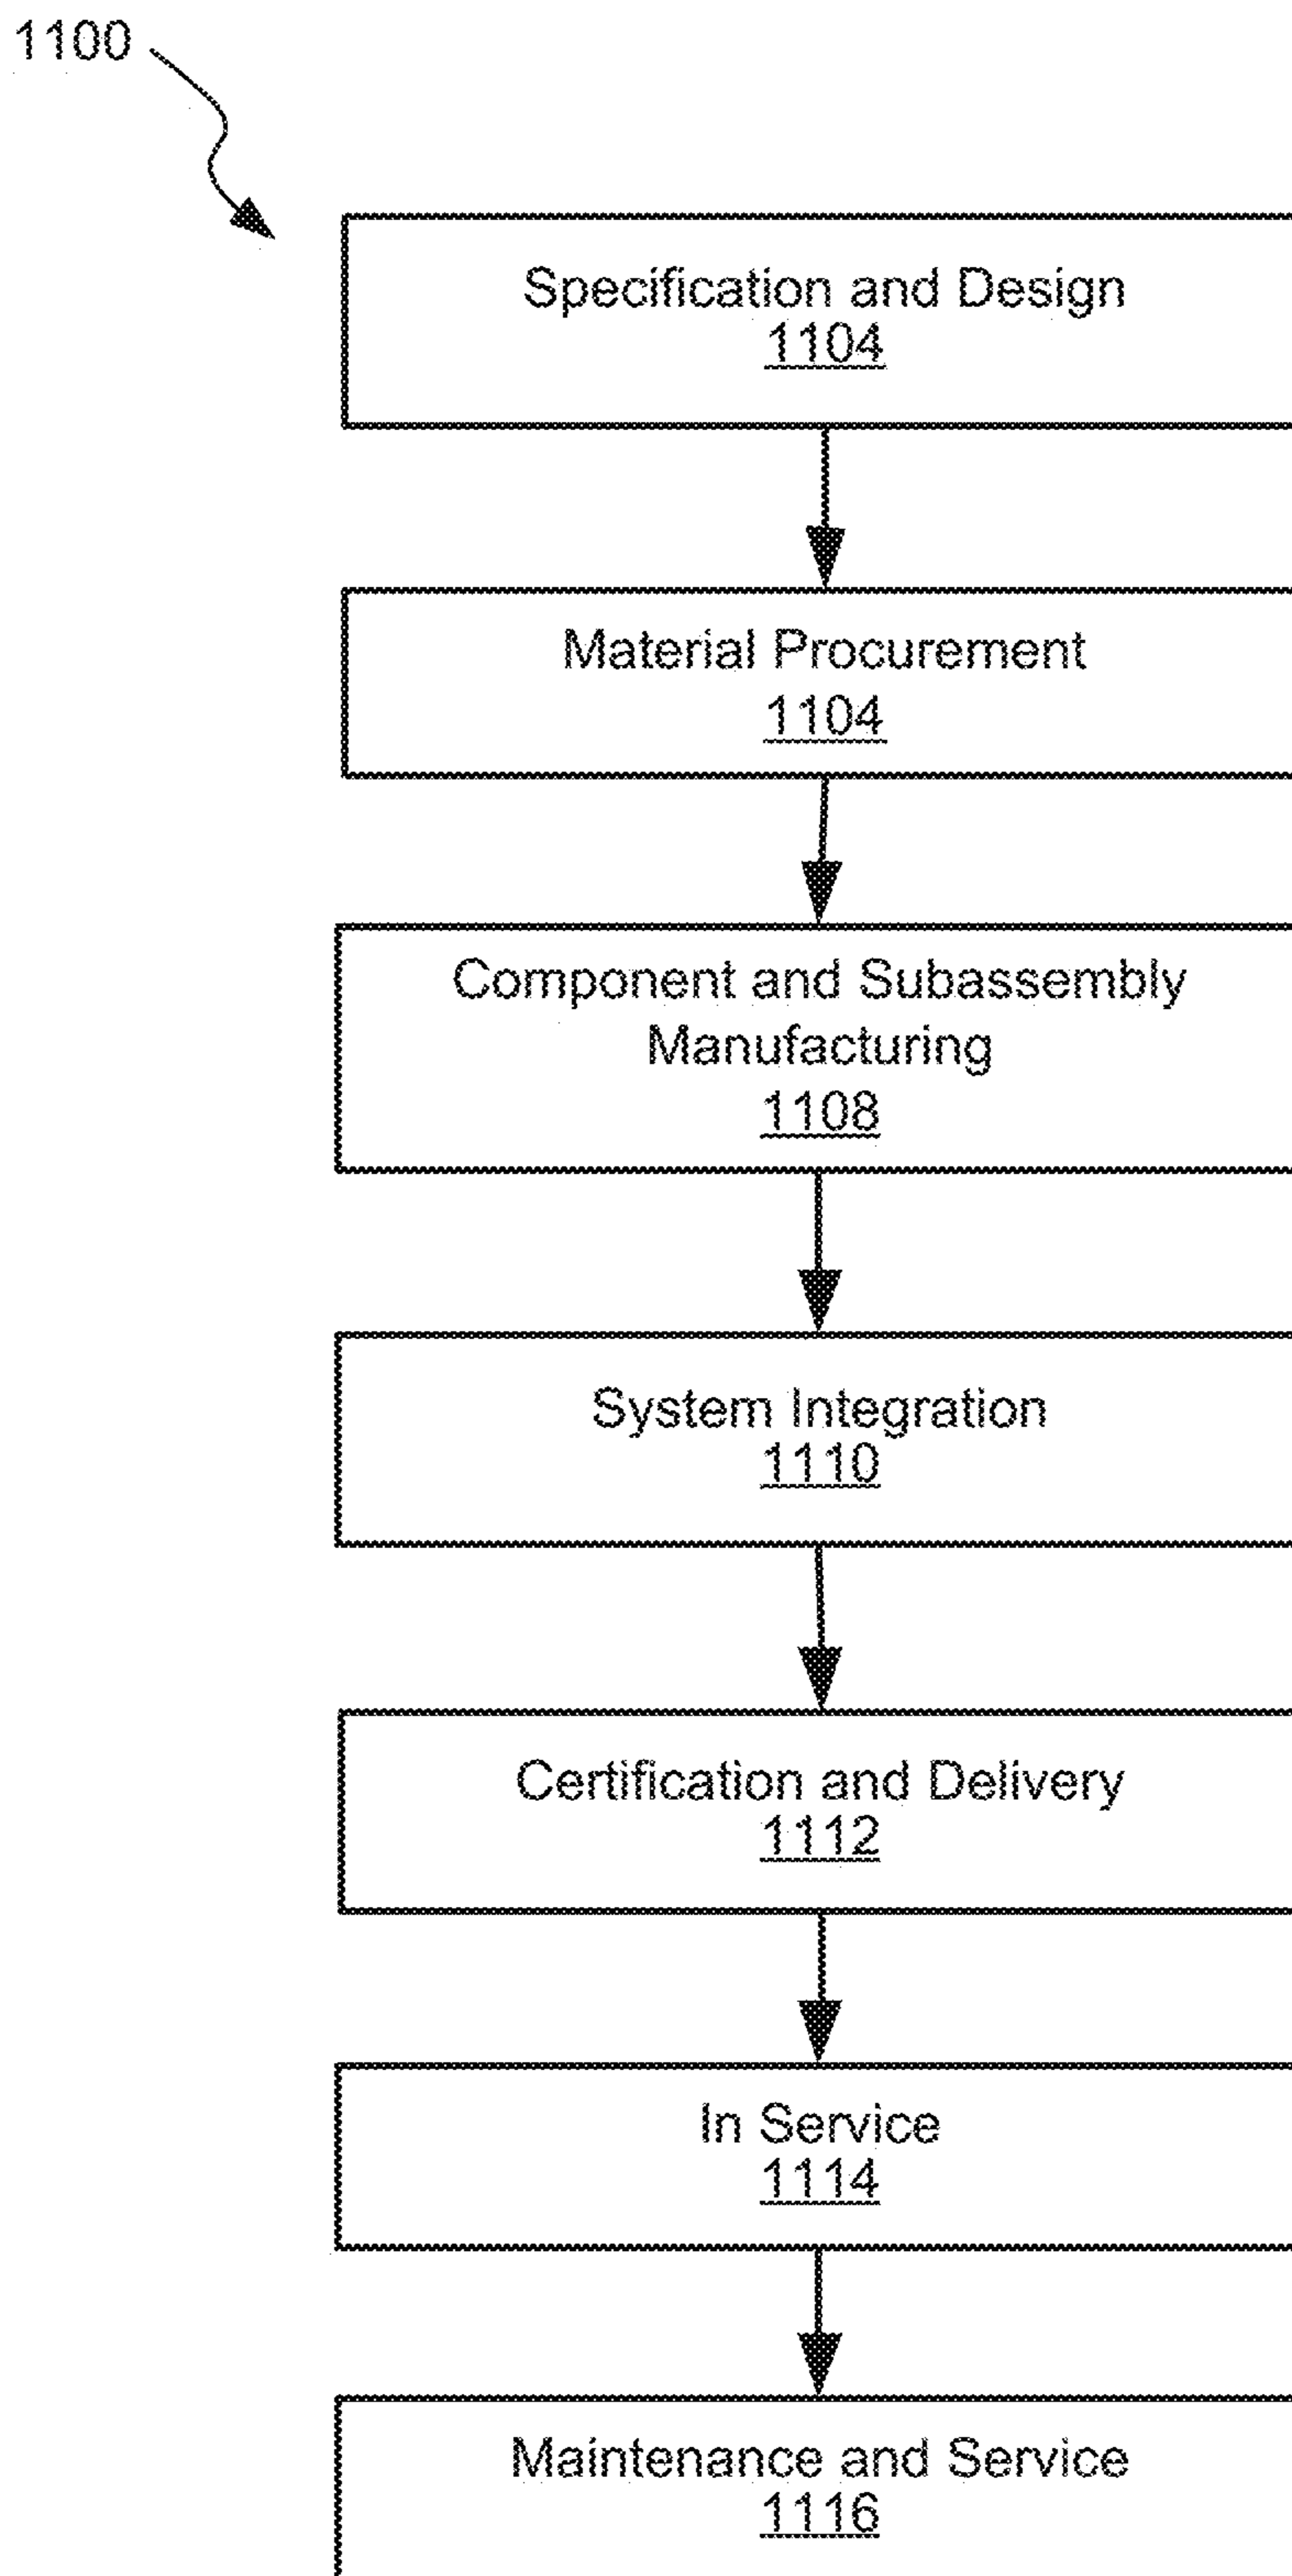 1100
Specification and Design
1104
Material Procurement
1104
Component and Subassembly
Manufacturing
1108
System Integration
1110
Certification and Delivery
1112
In Service
1114
Maintenance and Service
1116